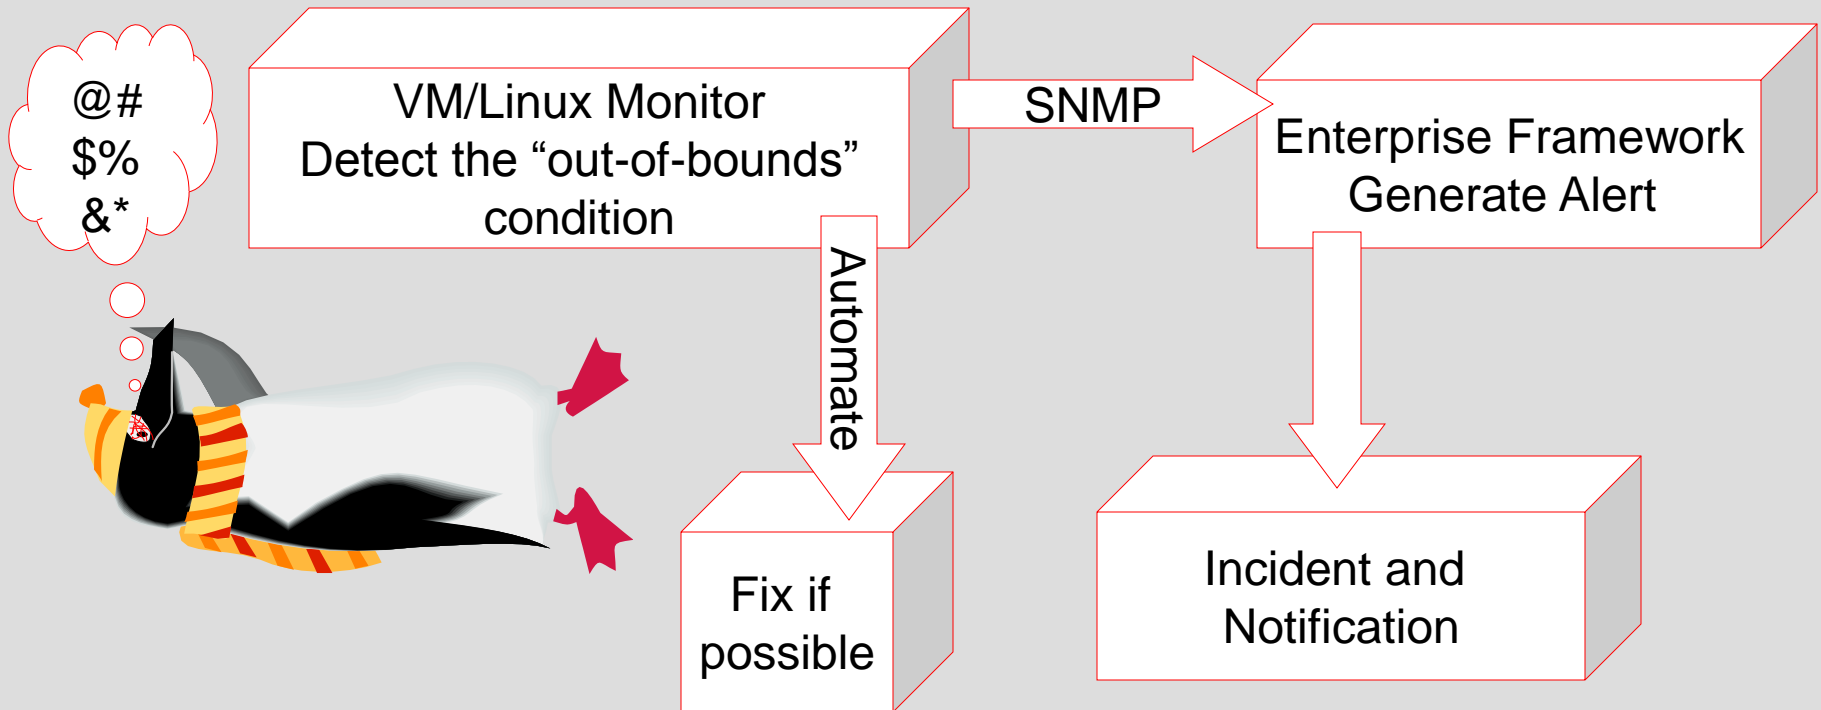 @#
$%
&*
VM/Linux Monitor
Detect the “out-of-bounds”
condition
SNMP
Enterprise Framework
Generate Alert
Automate
Fix if
possible
Incident and
Notification